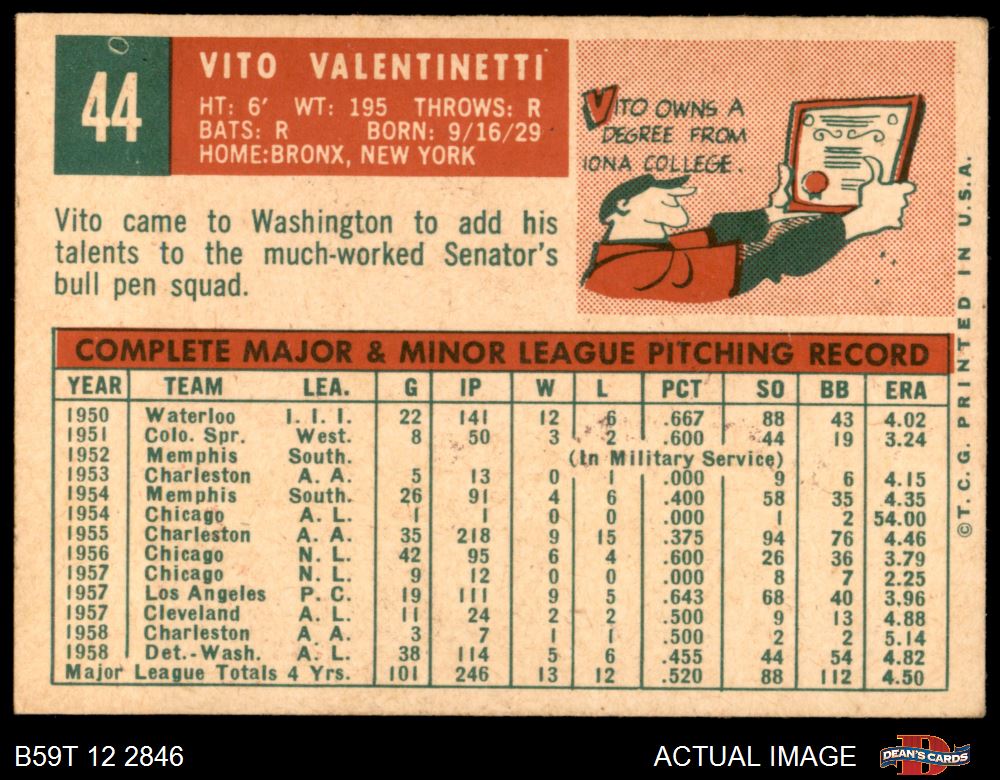 44
VITO VALENTINETTI
HT: 6' WT: 195 THROWS: R
BATS: R BORN: 9/16/29
HOME:BRONX, NEW YORK
VITO OWNS A
DEGREE FROM
IONA COLLEGE.
Vito came to Washington to add his
talents to the much-worked Senator's
bull pen squad.
COMPLETE MAJOR & MINOR LEAGUE PITCHING RECORD
YEAR TEAM LEA. G IP W L PCT SO BB ERA
1950 Waterloo I. I. I. 22 141 12 6 .667 88 43 4.02
1951 Colo. Spr. West. 8 50 3 2 .600 44 19 3.24
1952 Memphis South. (In Military Service)
1953 Charleston A. A. 5 13 0 1 .000 9 6 4.15
1954 Memphis South. 26 91 4 6 .400 58 35 4.35
1954 Chicago A. L. 1 1 0 0 .000 1 2 54.00
1955 Charleston A. A. 35 218 9 15 .375 94 76 4.46
1956 Chicago N. L. 42 95 6 4 .600 26 36 3.79
1957 Chicago N. L. 9 12 0 0 .000 8 7 2.25
1957 Los Angeles P. C. 19 111 9 5 .643 68 40 3.96
1957 Cleveland A. L. 11 24 2 2 .500 9 13 4.88
1958 Charleston A A. 3 7 1 1 .500 2 2 5.14
1958 Det.-Wash. A. L. 38 114 5 6 .455 44 54 4.82
Major League Totals 4 Yrs. 101 246 13 12 .520 88 112 4.50
©T.C.G. PRINTED IN U.S.A.
B59T 12 2846 ACTUAL IMAGE DEAN'S CARDS